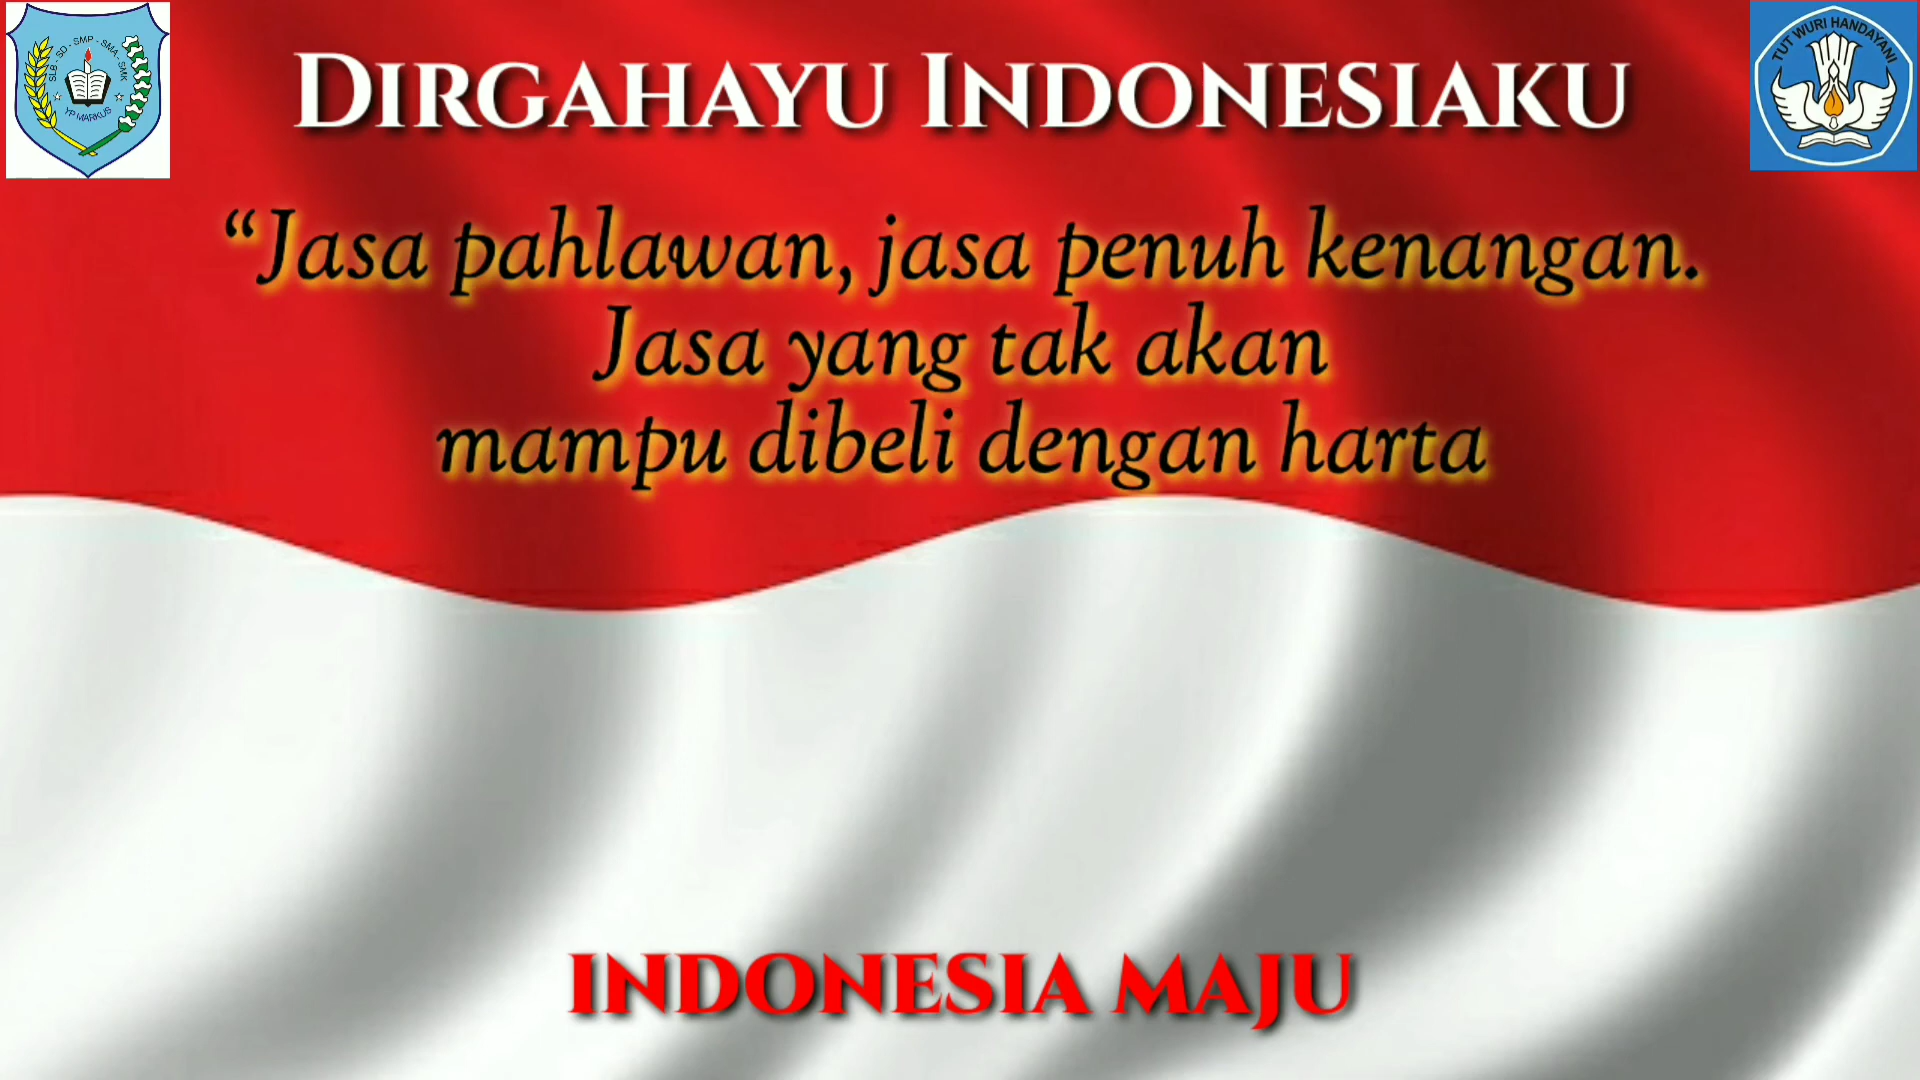 SLB - SD - SMP - SMA - SMK
YP MARKUS
TUT WURI HANDAYANI
DIRGAHAYU INDONESIAKU
“Jasa pahlawan, jasa penuh kenangan.
Jasa yang tak akan
mampu dibeli dengan harta
INDONESIA MAJU